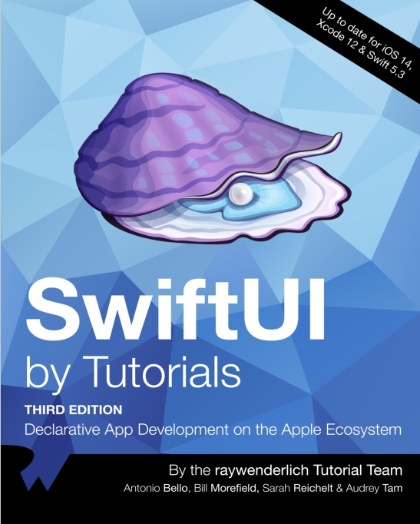 Up to date for iOS 14,
Xcode 12 & Swift 5.3
SwiftUI
by Tutorials
THIRD EDITION
Declarative App Development on the Apple Ecosystem
By the raywenderlich Tutorial Team
Antonio Bello, Bill Morefield, Sarah Reichelt & Audrey Tam